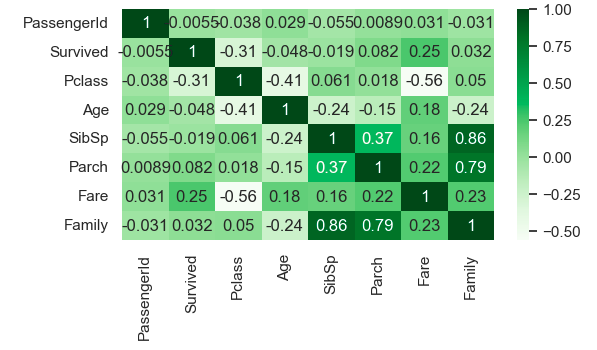 PassengerId 1 -0.0055 -0.038 0.029 -0.055 0.0089 0.031 -0.031
Survived -0.0055 1 -0.31 -0.048 -0.019 0.082 0.25 0.032
Pclass -0.038 -0.31 1 -0.41 0.061 0.018 -0.56 0.05
Age 0.029 -0.048 -0.41 1 -0.24 -0.15 0.18 -0.24
SibSp -0.055 -0.019 0.061 -0.24 1 0.37 0.16 0.86
Parch 0.0089 0.082 0.018 -0.15 0.37 1 0.22 0.79
Fare 0.031 0.25 -0.56 0.18 0.16 0.22 1 0.23
Family -0.031 0.032 0.05 -0.24 0.86 0.79 0.23 1
PassengerId Survived Pclass Age SibSp Parch Fare Family
1.00
0.75
0.50
0.25
0.00
−0.25
−0.50